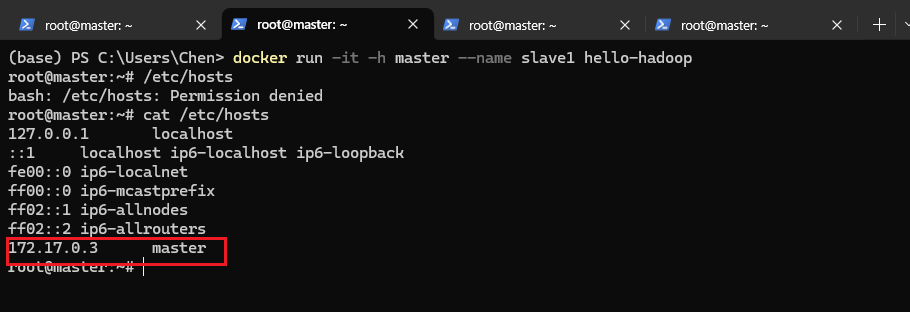 root@master: ~ root@master: ~ root@master: ~ root@master: ~
(base) PS C:\Users\Chen> docker run -it -h master --name slave1 hello-hadoop
root@master:~# /etc/hosts
bash: /etc/hosts: Permission denied
root@master:~# cat /etc/hosts
127.0.0.1 localhost
::1 localhost ip6-localhost ip6-loopback
fe00::0 ip6-localnet
ff00::0 ip6-mcastprefix
ff02::1 ip6-allnodes
ff02::2 ip6-allrouters
172.17.0.3 master
root@master:~#